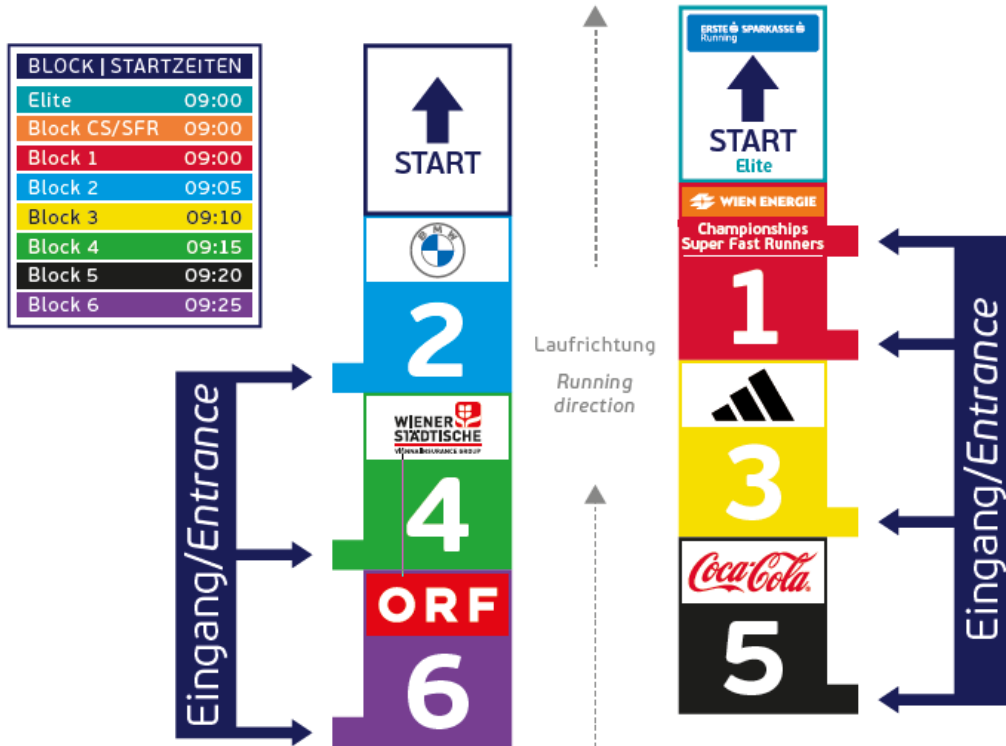 BLOCK | STARTZEITEN
Elite 09:00
Block CS/SFR 09:00
Block 1 09:00
Block 2 09:05
Block 3 09:10
Block 4 09:15
Block 5 09:20
Block 6 09:25
Eingang/Entrance
START
BMW
2
WIENER
STÄDTISCHE
VIENNA INSURANCE GROUP
4
ORF
6
Laufrichtung
Running
direction
ERSTE SPARKASSE
Running
START
Elite
WIEN ENERGIE
Championships
Super Fast Runners
1
3
Coca-Cola
5
Eingang/Entrance